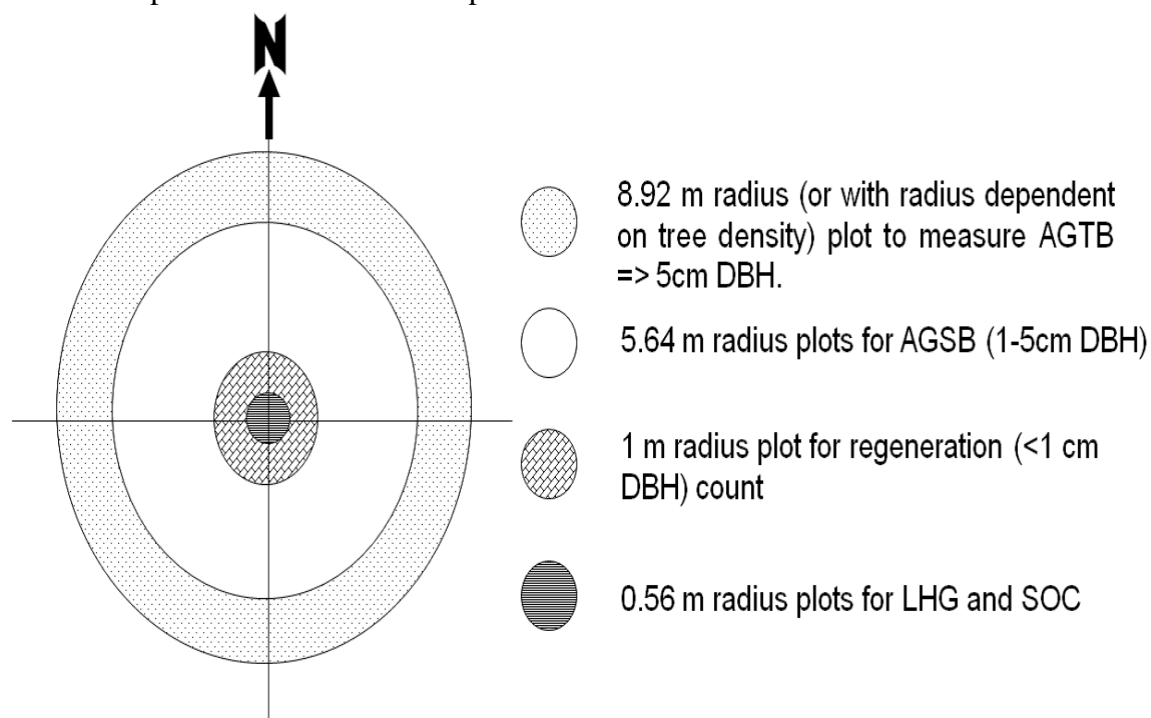 N
8.92 m radius (or with radius dependent
on tree density) plot to measure AGTB
=> 5cm DBH.
5.64 m radius plots for AGSB (1-5cm DBH)
1 m radius plot for regeneration (<1 cm
DBH) count
0.56 m radius plots for LHG and SOC